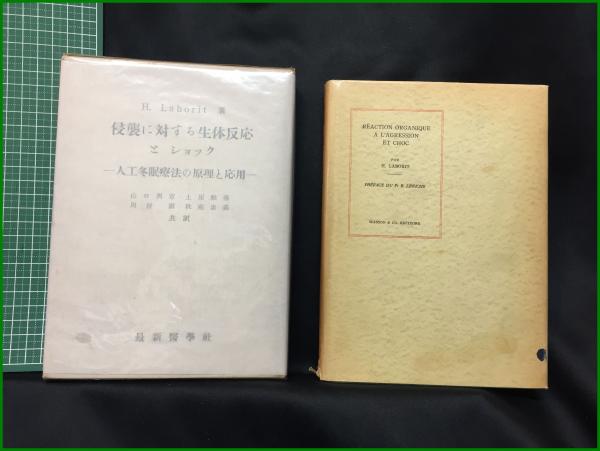 H. Laborit 著
侵襲に対する生体反応
と ショック
―人工冬眠療法の原理と応用―
共訳
最新醫學社
RÉACTION ORGANIQUE
A L'AGRESSION
ET CHOC
PAR
H. LABORIT
PRÉFACE DU Pr R. LERICHE
MASSON & Cie, ÉDITEURS